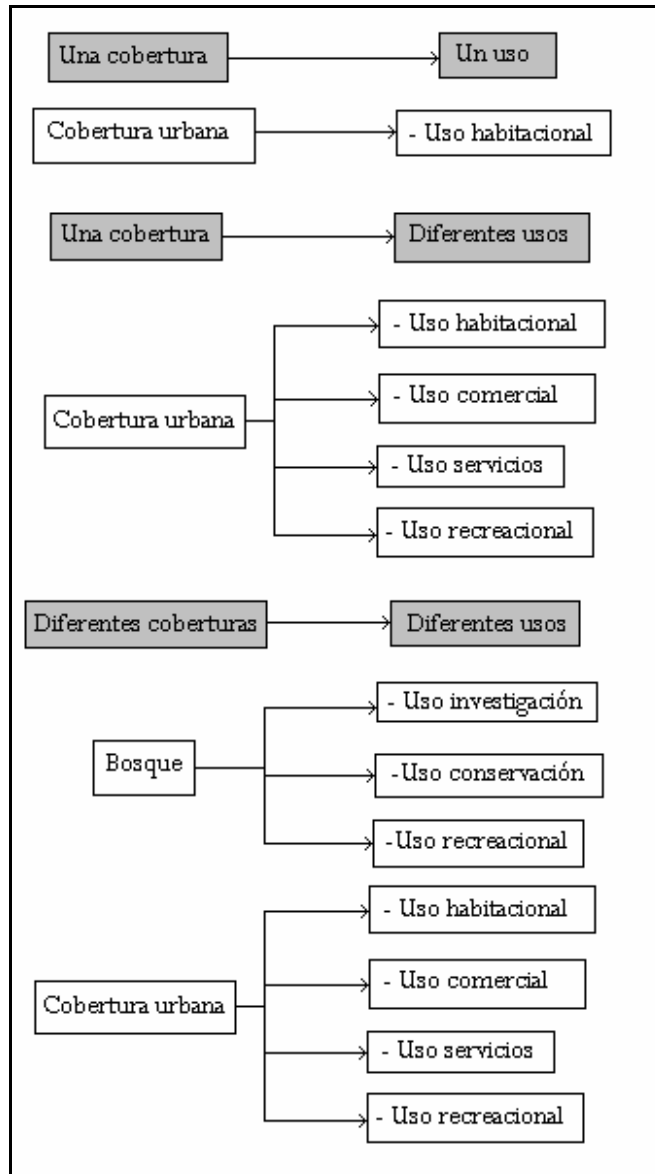 Una cobertura
Un uso
Cobertura urbana
- Uso habitacional
Una cobertura
Diferentes usos
Cobertura urbana
- Uso habitacional
- Uso comercial
- Uso servicios
- Uso recreacional
Diferentes coberturas
Diferentes usos
Bosque
- Uso investigación
-Uso conservación
-Uso recreacional
Cobertura urbana
- Uso habitacional
- Uso comercial
- Uso servicios
- Uso recreacional